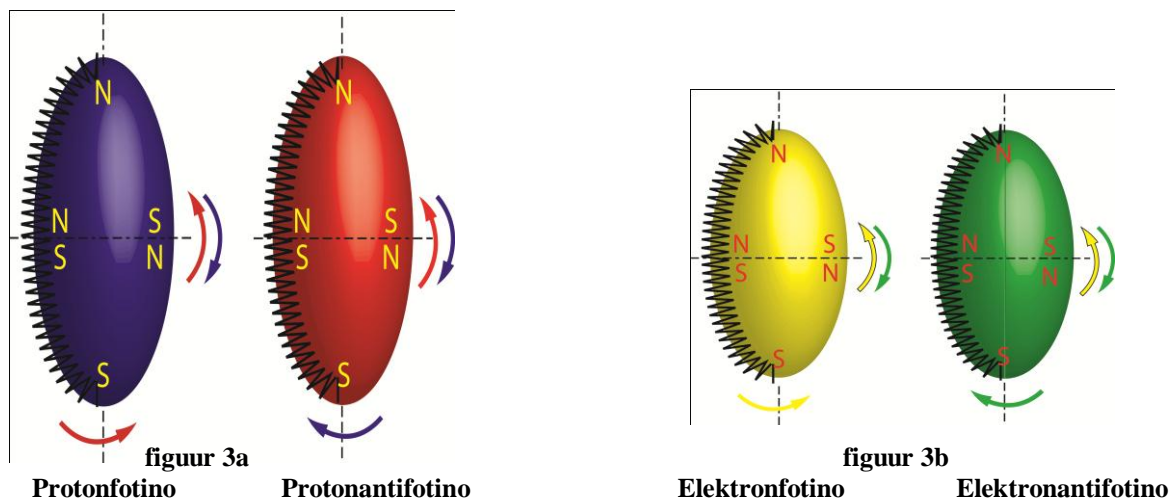 N N
N S N S
S N S N
S S
N N
N S N S
S N S N
S S
figuur 3a figuur 3b
Protonfotino Protonantifotino Elektronfotino Elektronantifotino